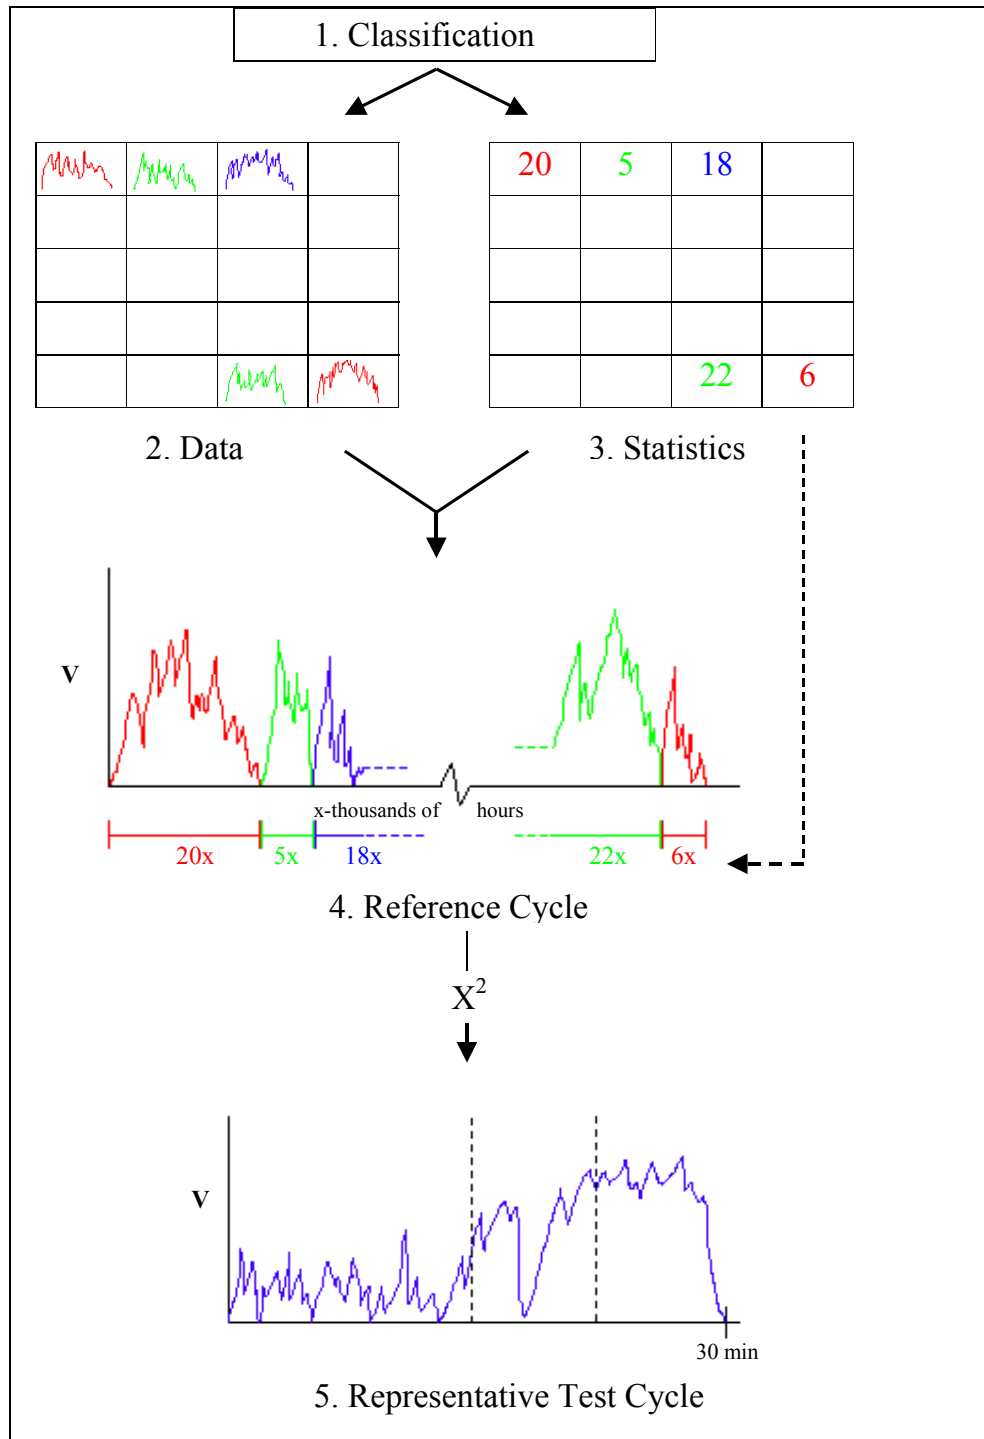 1. Classification
20 5 18
22 6
2. Data 3. Statistics
V
x-thousands of hours
20x 5x 18x 22x 6x
4. Reference Cycle
X²
V
30 min
5. Representative Test Cycle